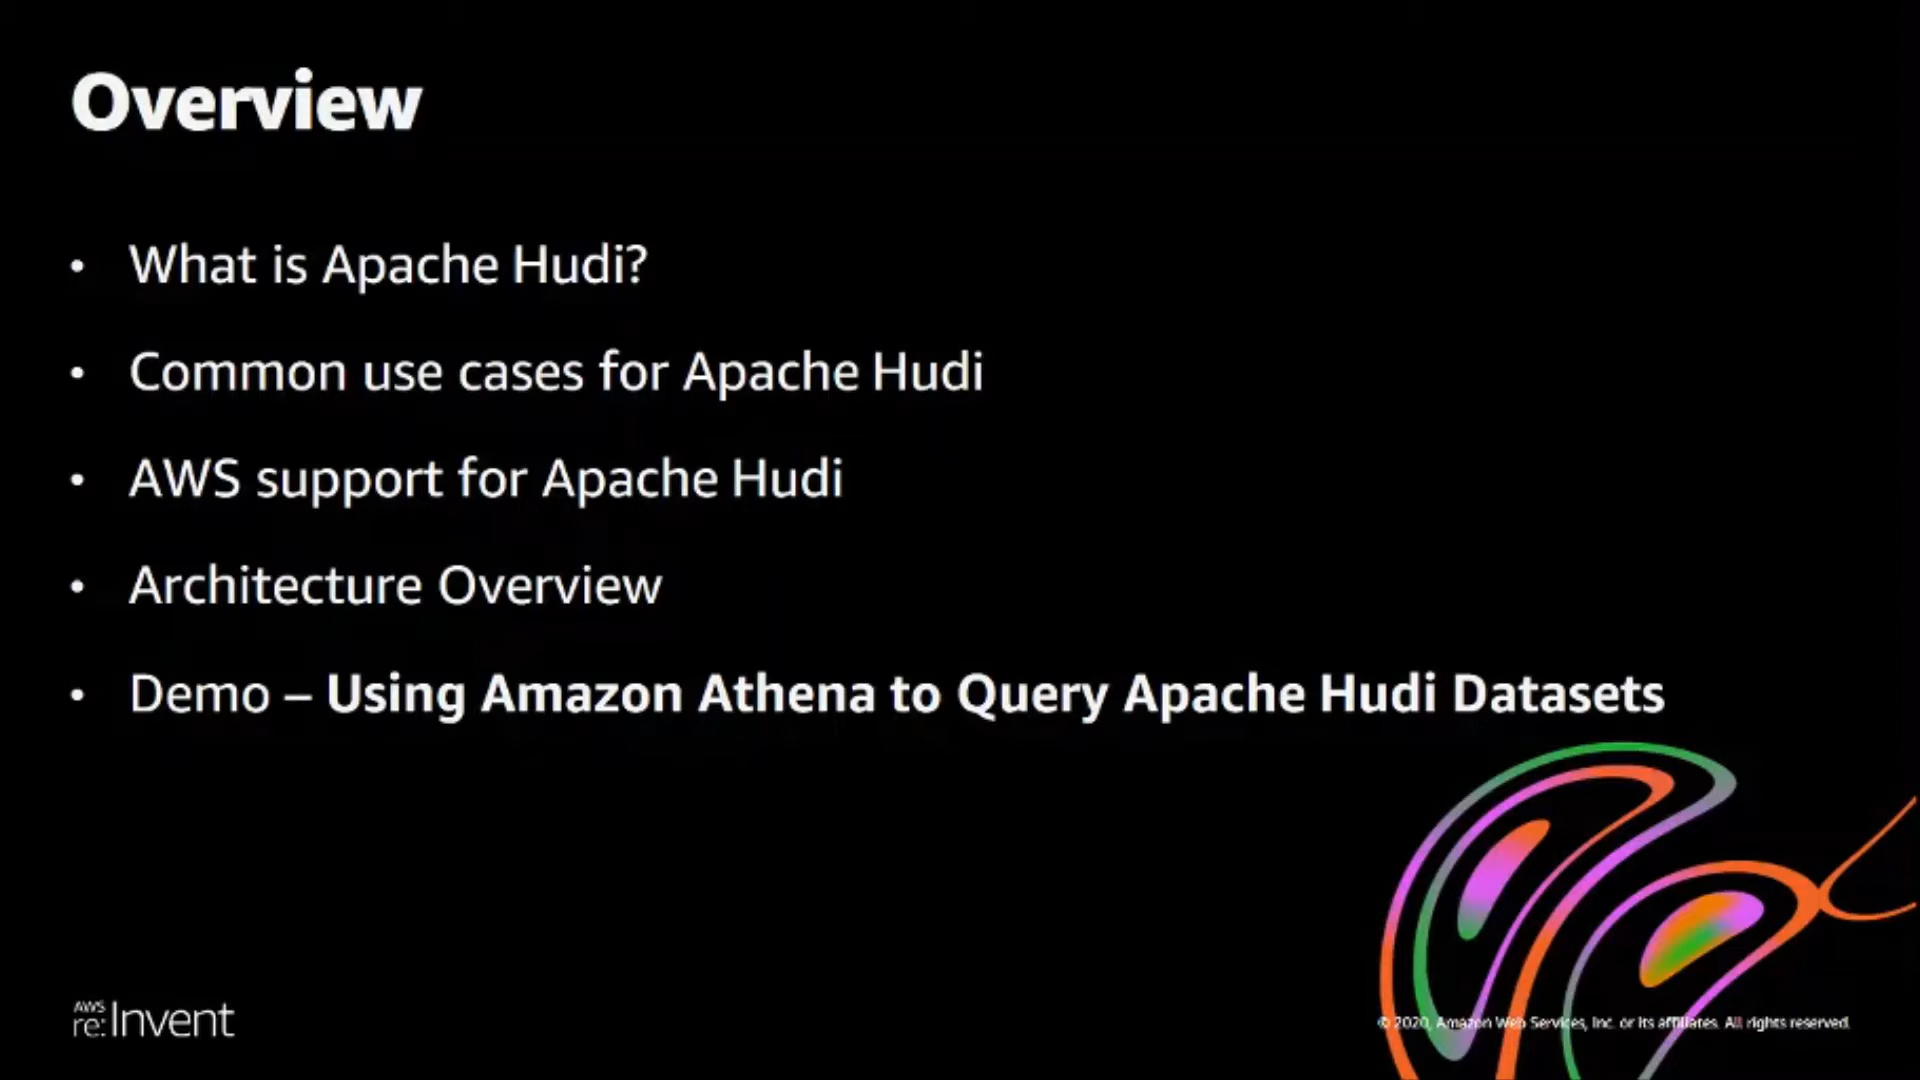 Overview
• What is Apache Hudi?
• Common use cases for Apache Hudi
• AWS support for Apache Hudi
• Architecture Overview
• Demo – Using Amazon Athena to Query Apache Hudi Datasets
AWS
re:Invent
© 2020, Amazon Web Services, Inc. or its affiliates. All rights reserved.